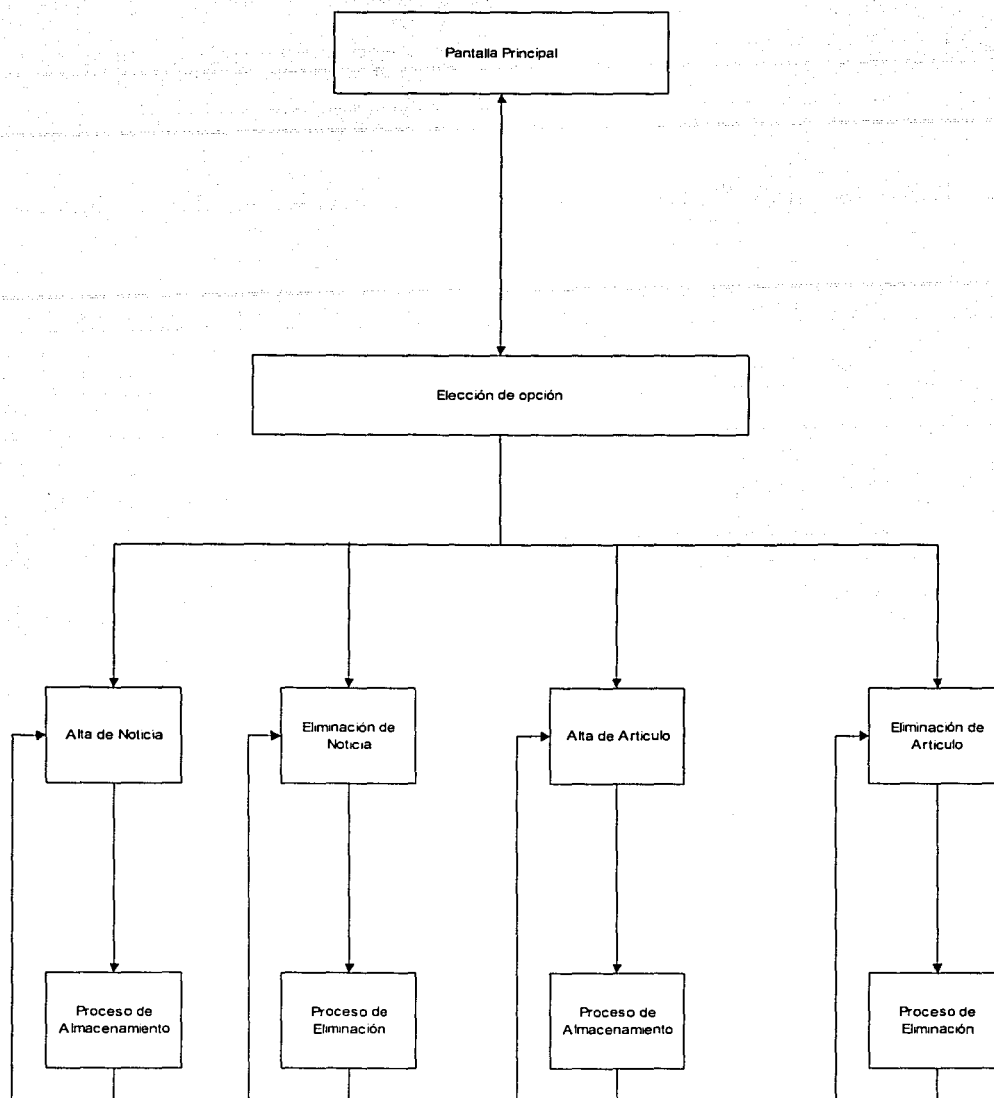 Pantalla Principal
Elección de opción
Alta de Noticia
Eliminación de
Noticia
Alta de Articulo
Eliminación de
Articulo
Proceso de
Almacenamiento
Proceso de
Eliminación
Proceso de
Almacenamiento
Proceso de
Eliminación